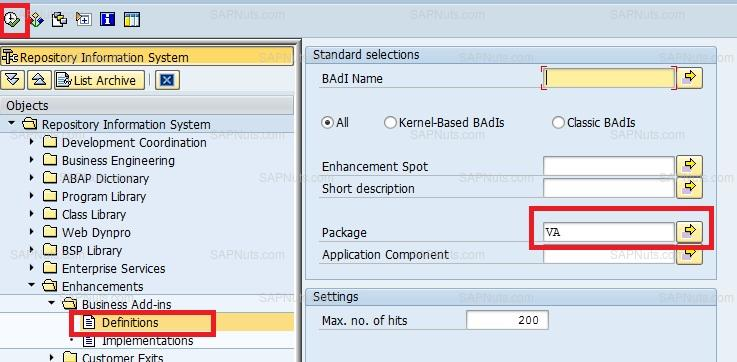 SAPNuts.com
Repository Information System
List Archive
Objects
Repository Information System
Development Coordination
Business Engineering
ABAP Dictionary
Program Library
Class Library
Web Dynpro
BSP Library
Enterprise Services
Enhancements
Business Add-ins
Definitions
Implementations
Customer Exits
Standard selections
BAdI Name
All Kernel-Based BAdIs Classic BAdIs
Enhancement Spot
Short description
Package VA
Application Component
Settings
Max. no. of hits 200